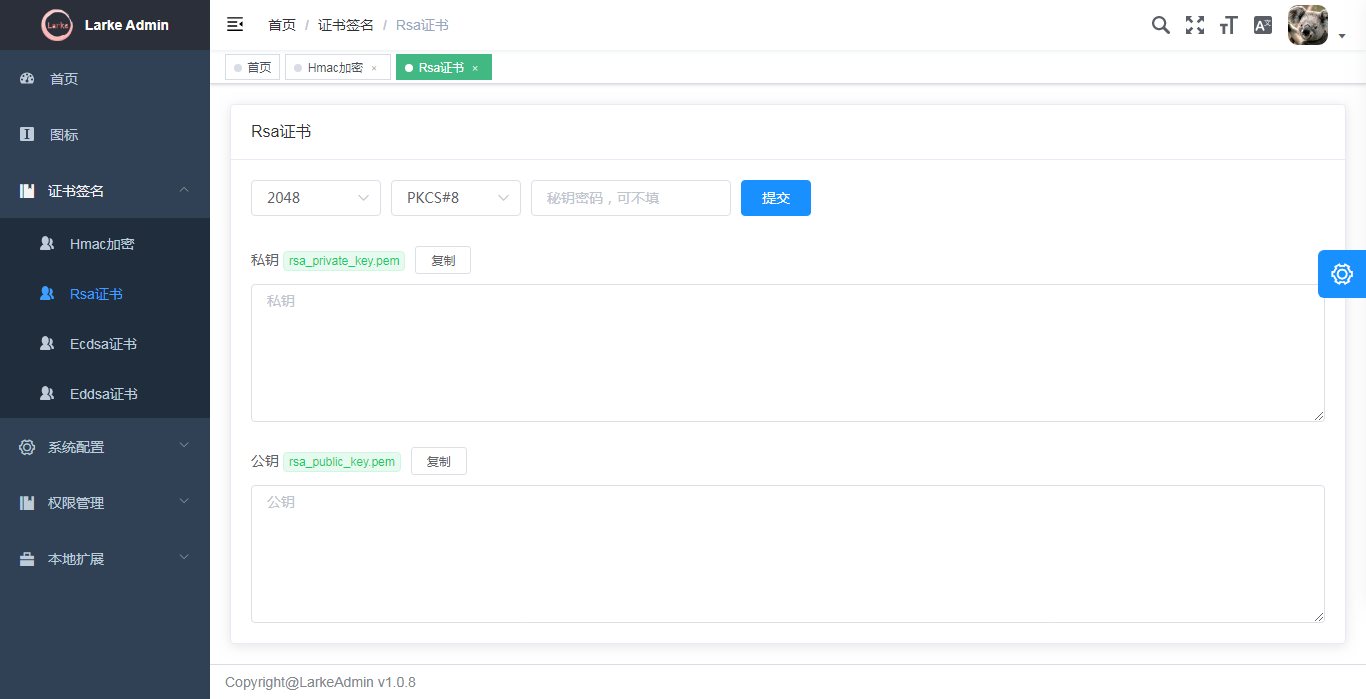 Larke
Larke Admin
首页 / 证书签名 / Rsa证书
首页
Hmac加密 ×
Rsa证书 ×
首页
图标
证书签名
Hmac加密
Rsa证书
Ecdsa证书
Eddsa证书
系统配置
权限管理
本地扩展
Rsa证书
2048
PKCS#8
秘钥密码，可不填
提交
私钥 rsa_private_key.pem 复制
私钥
公钥 rsa_public_key.pem 复制
公钥
Copyright@LarkeAdmin v1.0.8